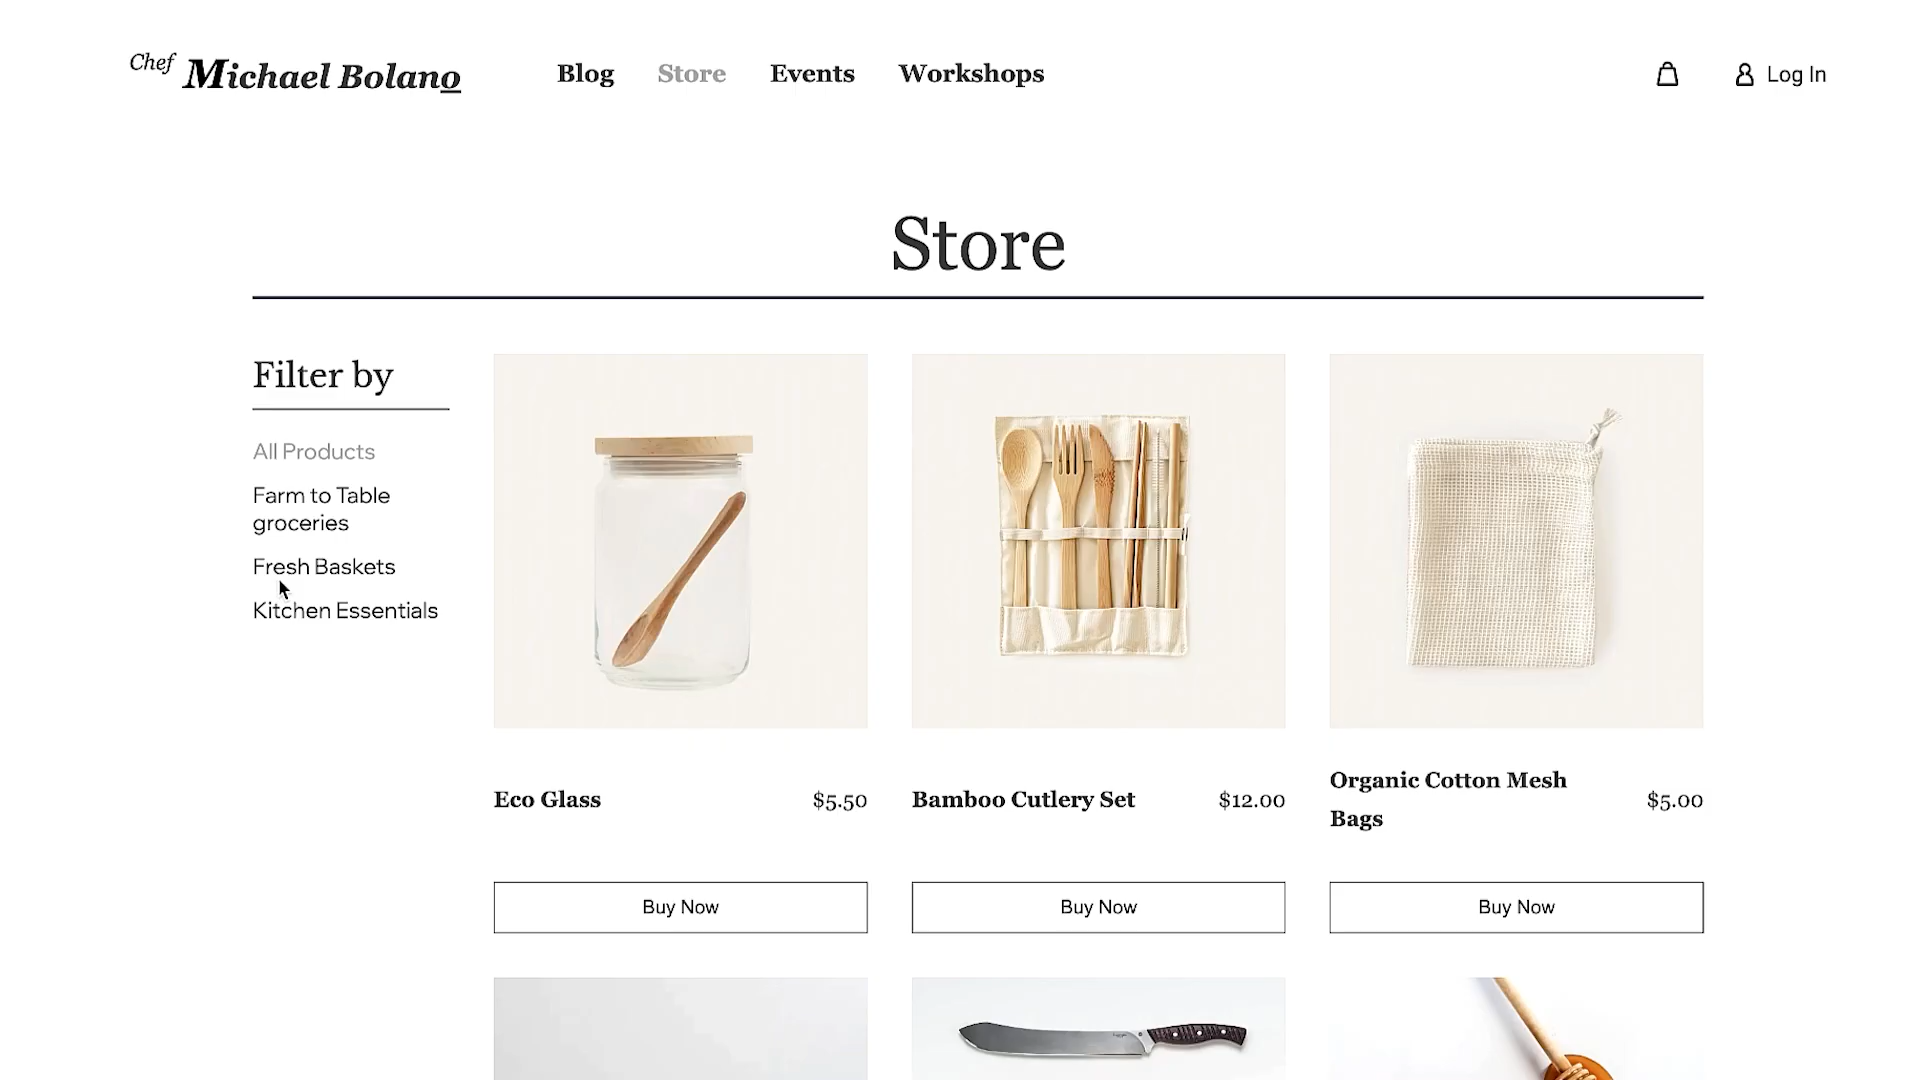 Chef Michael Bolano
Blog
Store
Events
Workshops
Log In
Store
Filter by
All Products
Farm to Table
groceries
Fresh Baskets
Kitchen Essentials
Eco Glass
$5.50
Buy Now
Bamboo Cutlery Set
$12.00
Buy Now
Organic Cotton Mesh
Bags
$5.00
Buy Now